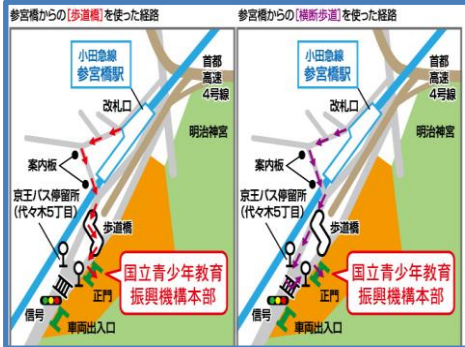 参宮橋からの[歩道橋]を使った経路
小田急線
参宮橋駅
首都
高速
4号線
改札口
明治神宮
案内板
京王バス停留所
(代々木5丁目)
歩道橋
国立青少年教育
振興機構本部
正門
信号
車両出入口
参宮橋からの[横断歩道]を使った経路
小田急線
参宮橋駅
首都
高速
4号線
改札口
明治神宮
案内板
京王バス停留所
(代々木5丁目)
歩道橋
国立青少年教育
振興機構本部
正門
信号
車両出入口